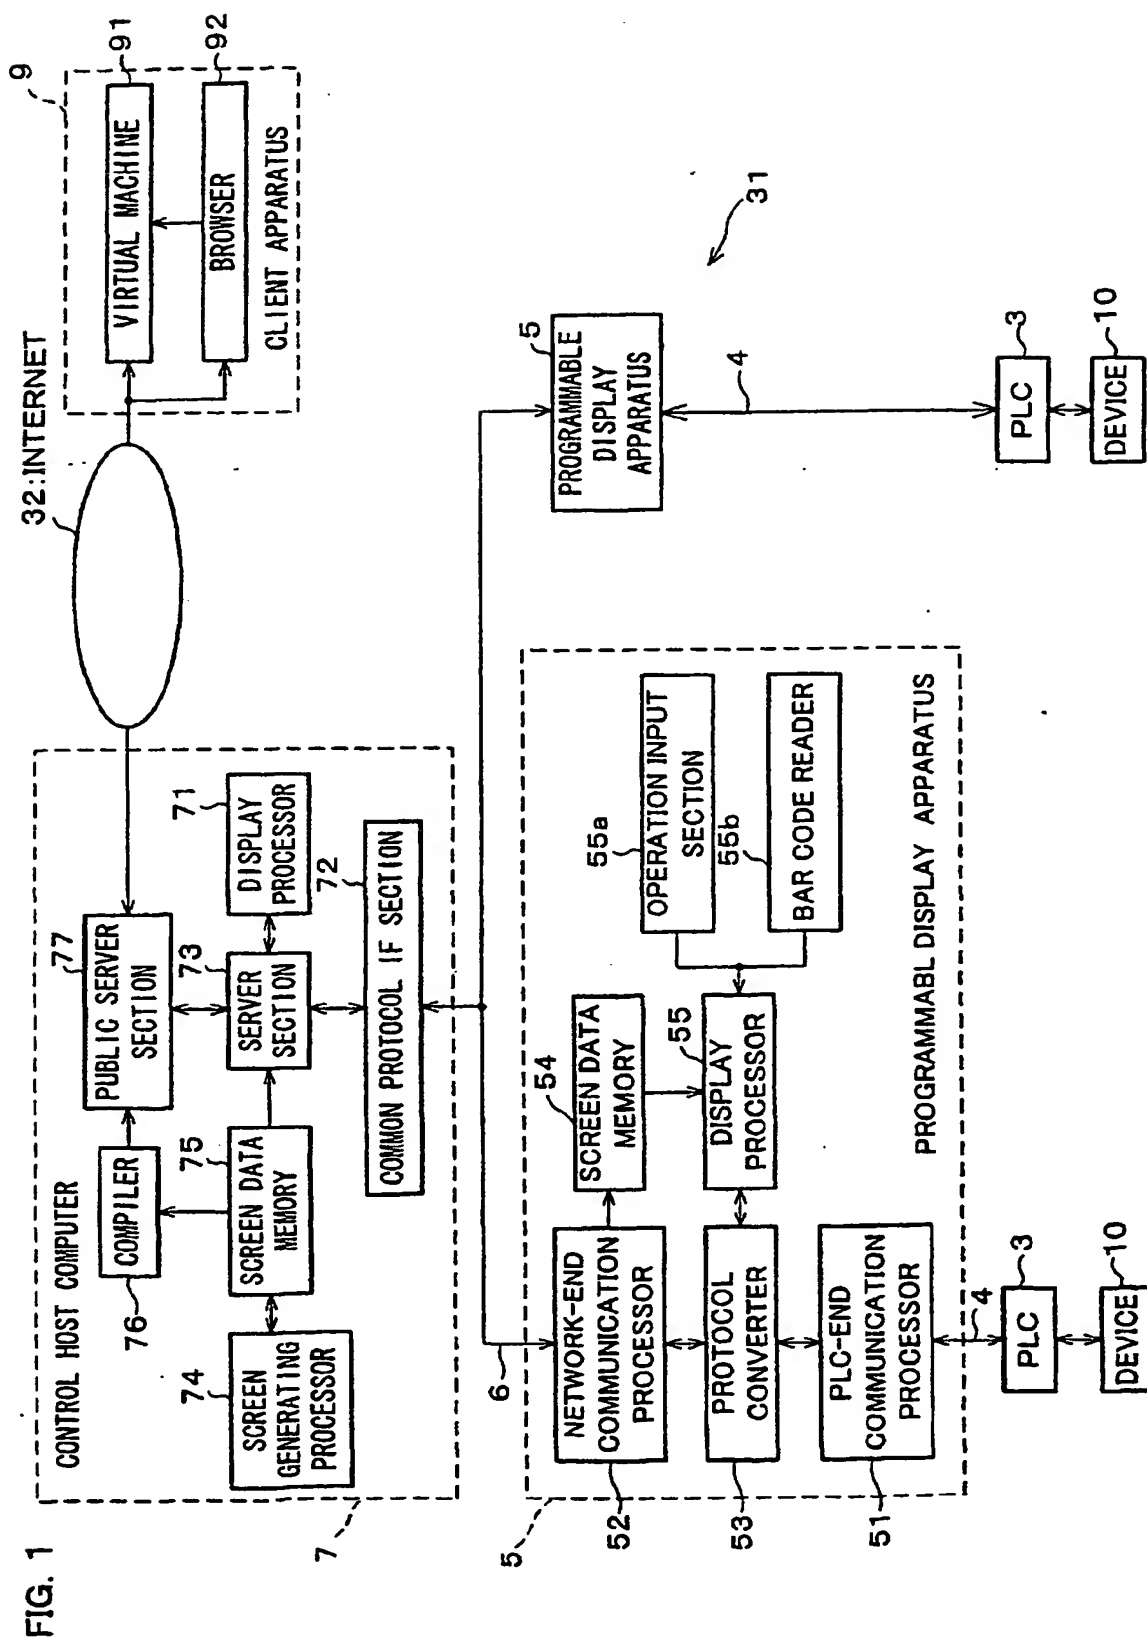 FIG. 1
CONTROL HOST COMPUTER
7
77
PUBLIC SERVER
SECTION
76
COMPILER
73
SERVER
SECTION
71
DISPLAY
PROCESSOR
75
SCREEN DATA
MEMORY
74
SCREEN
GENERATING
PROCESSOR
72
COMMON PROTOCOL IF SECTION
32:INTERNET
9
91
VIRTUAL MACHINE
92
BROWSER
CLIENT APPARATUS
6
5
52
NETWORK-END
COMMUNICATION
PROCESSOR
54
SCREEN DATA
MEMORY
53
PROTOCOL
CONVERTER
55
DISPLAY
PROCESSOR
55a
OPERATION INPUT
SECTION
55b
BAR CODE READER
51
PLC-END
COMMUNICATION
PROCESSOR
PROGRAMMABL DISPLAY APPARATUS
4
3
PLC
10
DEVICE
5
PROGRAMMABLE
DISPLAY
APPARATUS
4
3
PLC
10
DEVICE
31